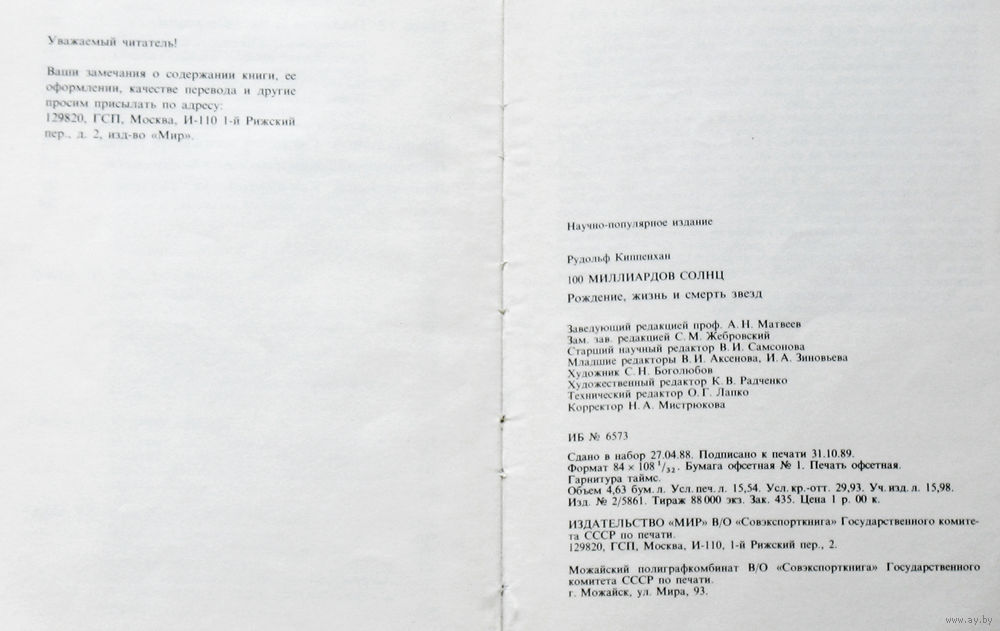 Уважаемый читатель!
Ваши замечания о содержании книги, ее
оформлении, качестве перевода и другие
просим присылать по адресу:
129820, ГСП, Москва, И-110 1-й Рижский
пер., д. 2, изд-во «Мир».
Научно-популярное издание
Рудольф Киппенхан
100 МИЛЛИАРДОВ СОЛНЦ
Рождение, жизнь и смерть звезд
Заведующий редакцией проф. А. Н. Матвеев
Зам. зав. редакцией С. М. Жебровский
Старший научный редактор В. И. Самсонова
Младшие редакторы В. И. Аксенова, И. А. Зиновьева
Художник С. Н. Боголюбов
Художественный редактор К. В. Радченко
Технический редактор О. Г. Лапко
Корректор Н. А. Мистрюкова
ИБ № 6573
Сдано в набор 27.04.88. Подписано к печати 31.10.89.
Формат 84 × 108 ¹/₃₂. Бумага офсетная № 1. Печать офсетная.
Гарнитура таймс.
Объем 4,63 бум. л. Усл. печ. л. 15,54. Усл. кр.-отт. 29,93. Уч. изд. л. 15,98.
Изд. № 2/5861. Тираж 88 000 экз. Зак. 435. Цена 1 р. 00 к.
ИЗДАТЕЛЬСТВО «МИР» В/О «Совэкспорткнига» Государственного комите-
та СССР по печати.
129820, ГСП, Москва, И-110, 1-й Рижский пер., 2.
Можайский полиграфкомбинат В/О «Совэкспорткнига» Государственного
комитета СССР по печати.
г. Можайск, ул. Мира, 93.
www.ay.by